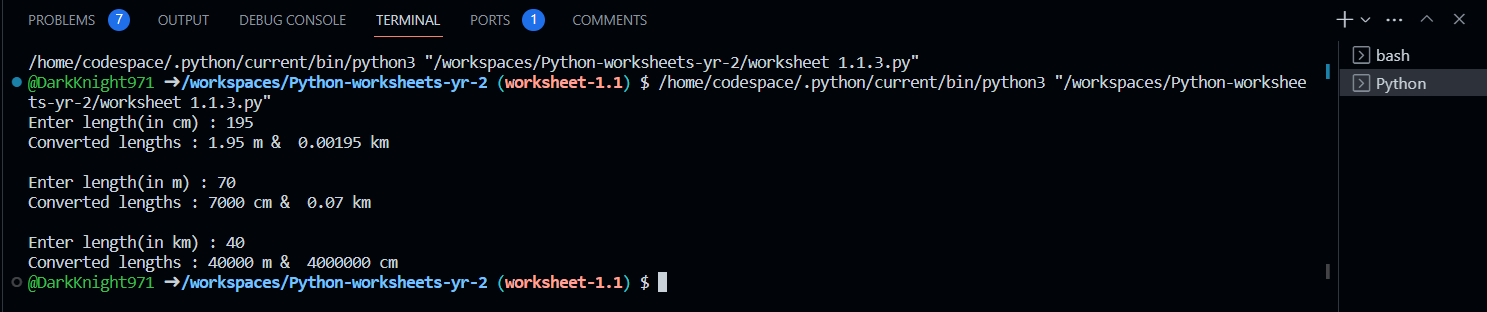 PROBLEMS 7 OUTPUT DEBUG CONSOLE TERMINAL PORTS 1 COMMENTS
/home/codespace/.python/current/bin/python3 "/workspaces/Python-worksheets-yr-2/worksheet 1.1.3.py"
@DarkKnight971 ➜/workspaces/Python-worksheets-yr-2 (worksheet-1.1) $ /home/codespace/.python/current/bin/python3 "/workspaces/Python-workshee
ts-yr-2/worksheet 1.1.3.py"
Enter length(in cm) : 195
Converted lengths : 1.95 m &  0.00195 km
Enter length(in m) : 70
Converted lengths : 7000 cm &  0.07 km
Enter length(in km) : 40
Converted lengths : 40000 m &  4000000 cm
@DarkKnight971 ➜/workspaces/Python-worksheets-yr-2 (worksheet-1.1) $
bash
Python